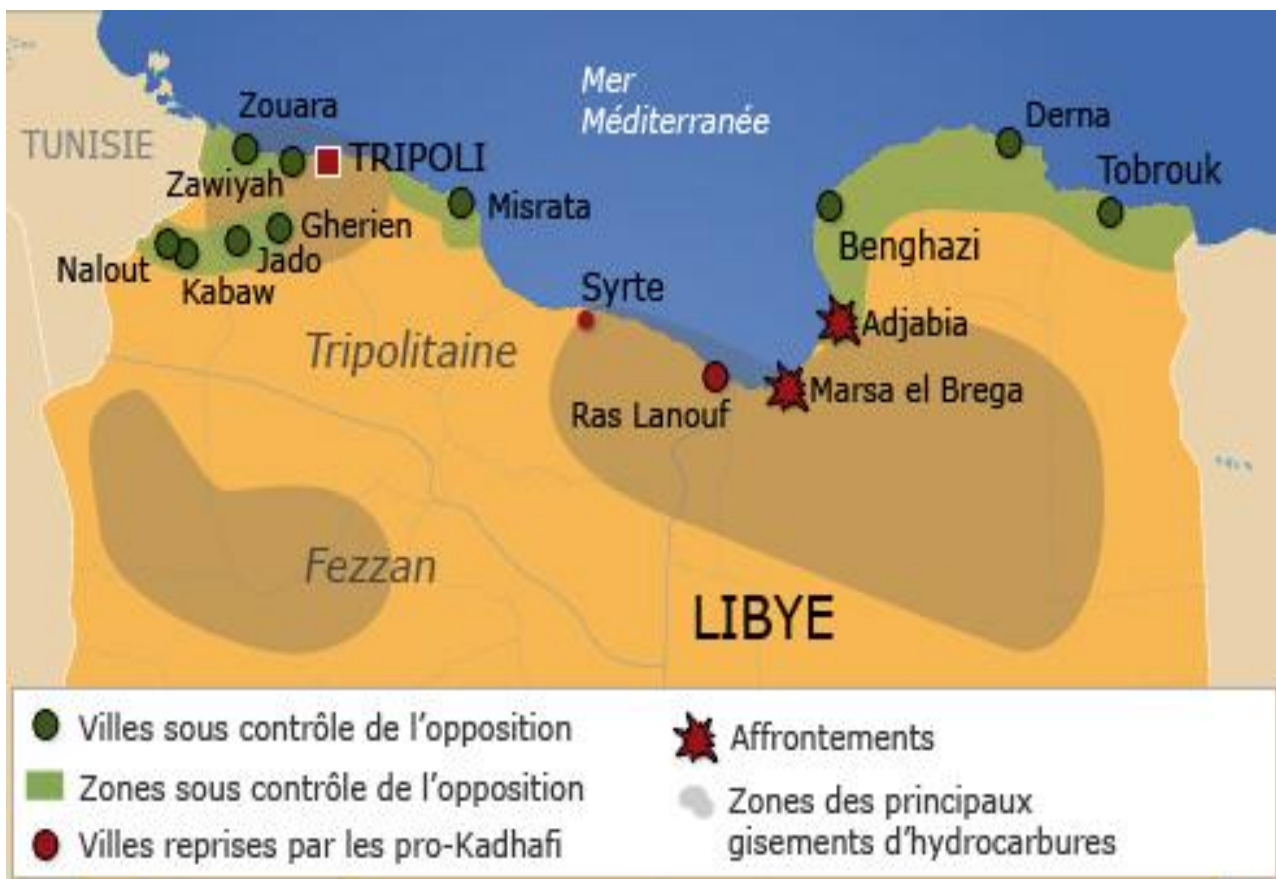 Mer
Méditerranée
Derna
Zouara
TUNISIE
TRIPOLI
Tobrouk
Zawiyah
Misrata
Gherien
Benghazi
Jado
Nalout
Kabaw
Syrte
Adjabia
Tripolitaine
Marsa el Brega
Ras Lanouf
Fezzan
LIBYE
Villes sous contrôle de l'opposition
Zones sous contrôle de l'opposition
Villes reprises par les pro-Kadhafi
Affrontements
Zones des principaux
gisements d'hydrocarbures